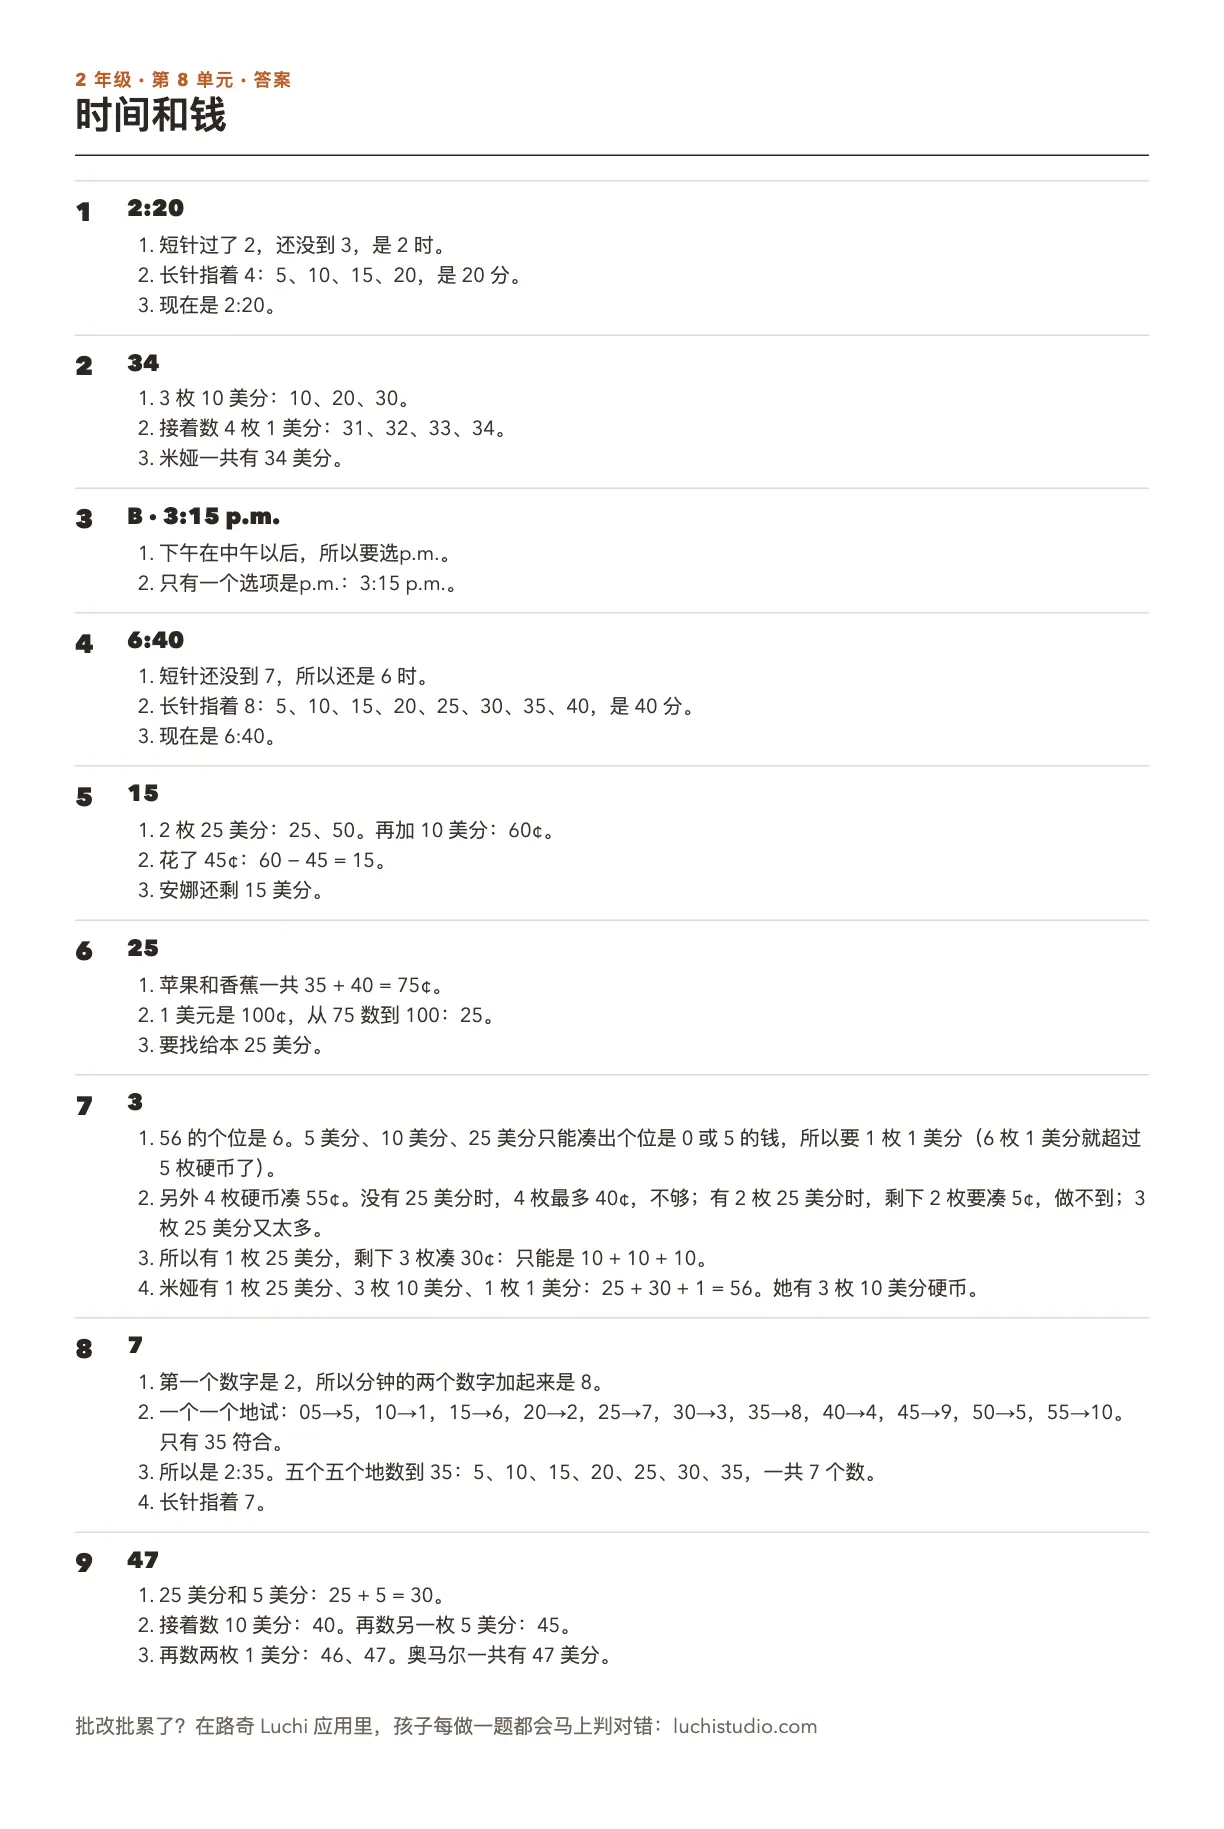 2 年级 · 第 8 单元 · 答案
时间和钱
1 2:20
1. 短针过了 2，还没到 3，是 2 时。
2. 长针指着 4：5、10、15、20，是 20 分。
3. 现在是 2:20。
2 34
1. 3 枚 10 美分：10、20、30。
2. 接着数 4 枚 1 美分：31、32、33、34。
3. 米娅一共有 34 美分。
3 B · 3:15 p.m.
1. 下午在中午以后，所以要选p.m.。
2. 只有一个选项是p.m.：3:15 p.m.。
4 6:40
1. 短针还没到 7，所以还是 6 时。
2. 长针指着 8：5、10、15、20、25、30、35、40，是 40 分。
3. 现在是 6:40。
5 15
1. 2 枚 25 美分：25、50。再加 10 美分：60¢。
2. 花了 45¢：60 − 45 = 15。
3. 安娜还剩 15 美分。
6 25
1. 苹果和香蕉一共 35 + 40 = 75¢。
2. 1 美元是 100¢，从 75 数到 100：25。
3. 要找给本 25 美分。
7 3
1. 56 的个位是 6。5 美分、10 美分、25 美分只能凑出个位是 0 或 5 的钱，所以要 1 枚 1 美分（6 枚 1 美分就超过
5 枚硬币了）。
2. 另外 4 枚硬币凑 55¢。没有 25 美分时，4 枚最多 40¢，不够；有 2 枚 25 美分时，剩下 2 枚要凑 5¢，做不到；3
枚 25 美分又太多。
3. 所以有 1 枚 25 美分，剩下 3 枚凑 30¢：只能是 10 + 10 + 10。
4. 米娅有 1 枚 25 美分、3 枚 10 美分、1 枚 1 美分：25 + 30 + 1 = 56。她有 3 枚 10 美分硬币。
8 7
1. 第一个数字是 2，所以分钟的两个数字加起来是 8。
2. 一个一个地试：05→5，10→1，15→6，20→2，25→7，30→3，35→8，40→4，45→9，50→5，55→10。
只有 35 符合。
3. 所以是 2:35。五个五个地数到 35：5、10、15、20、25、30、35，一共 7 个数。
4. 长针指着 7。
9 47
1. 25 美分和 5 美分：25 + 5 = 30。
2. 接着数 10 美分：40。再数另一枚 5 美分：45。
3. 再数两枚 1 美分：46、47。奥马尔一共有 47 美分。
批改批累了？在路奇 Luchi 应用里，孩子每做一题都会马上判对错：luchistudio.com